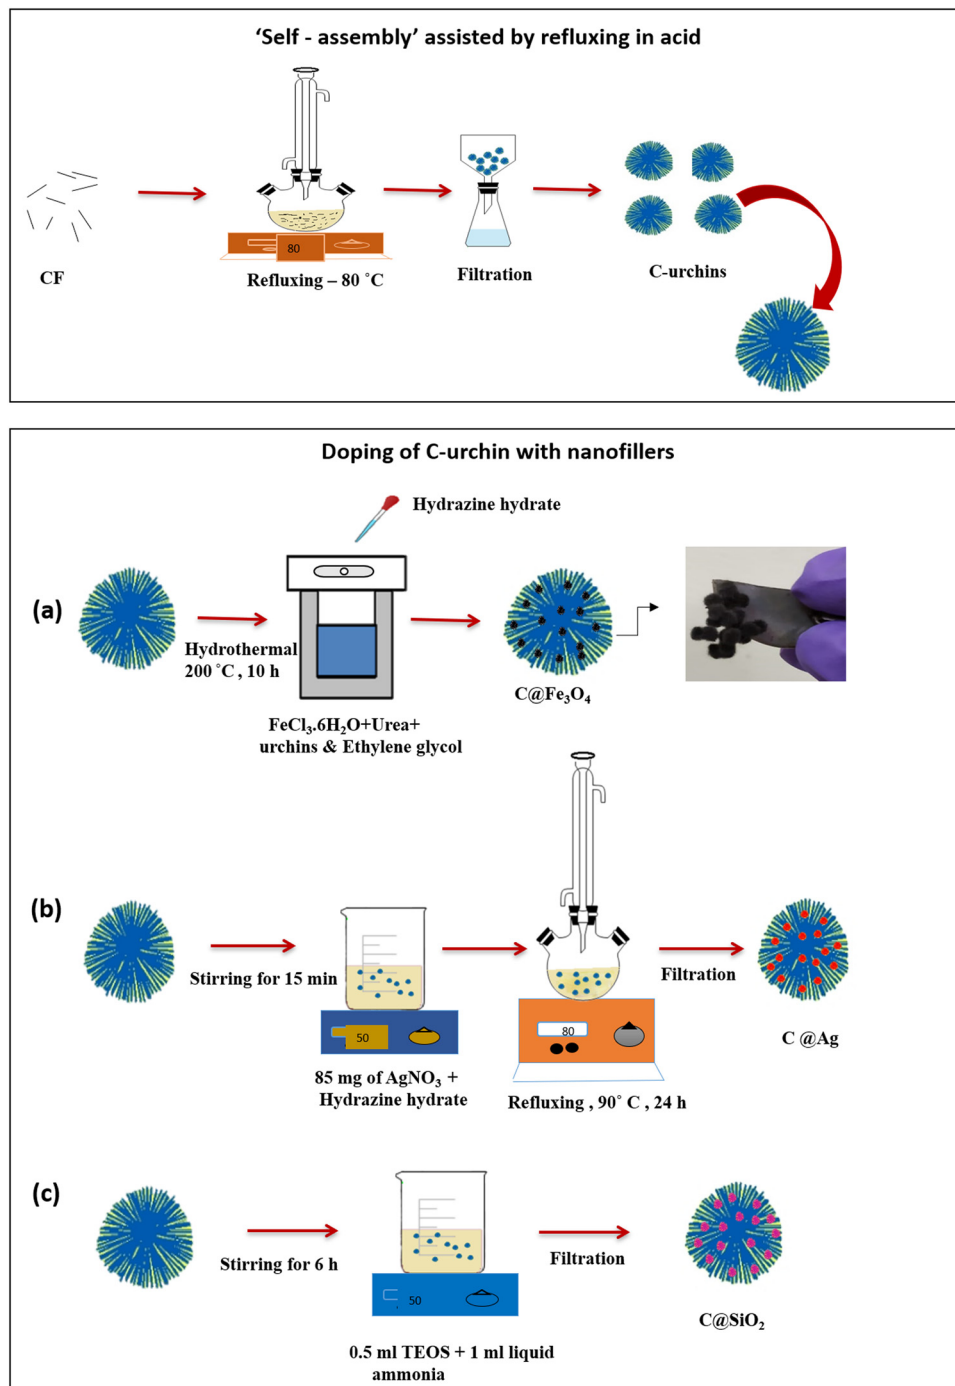 ‘Self - assembly’ assisted by refluxing in acid
CF
80
Refluxing – 80 ˚C
Filtration
C-urchins
Doping of C-urchin with nanofillers
Hydrazine hydrate
(a)
Hydrothermal
200 ˚C , 10 h
C@Fe₃O₄
FeCl₃.6H₂O+Urea+
urchins & Ethylene glycol
(b)
Stirring for 15 min
50
85 mg of AgNO₃ +
Hydrazine hydrate
80
Refluxing , 90˚ C , 24 h
Filtration
C @Ag
(c)
Stirring for 6 h
50
0.5 ml TEOS + 1 ml liquid
ammonia
Filtration
C@SiO₂